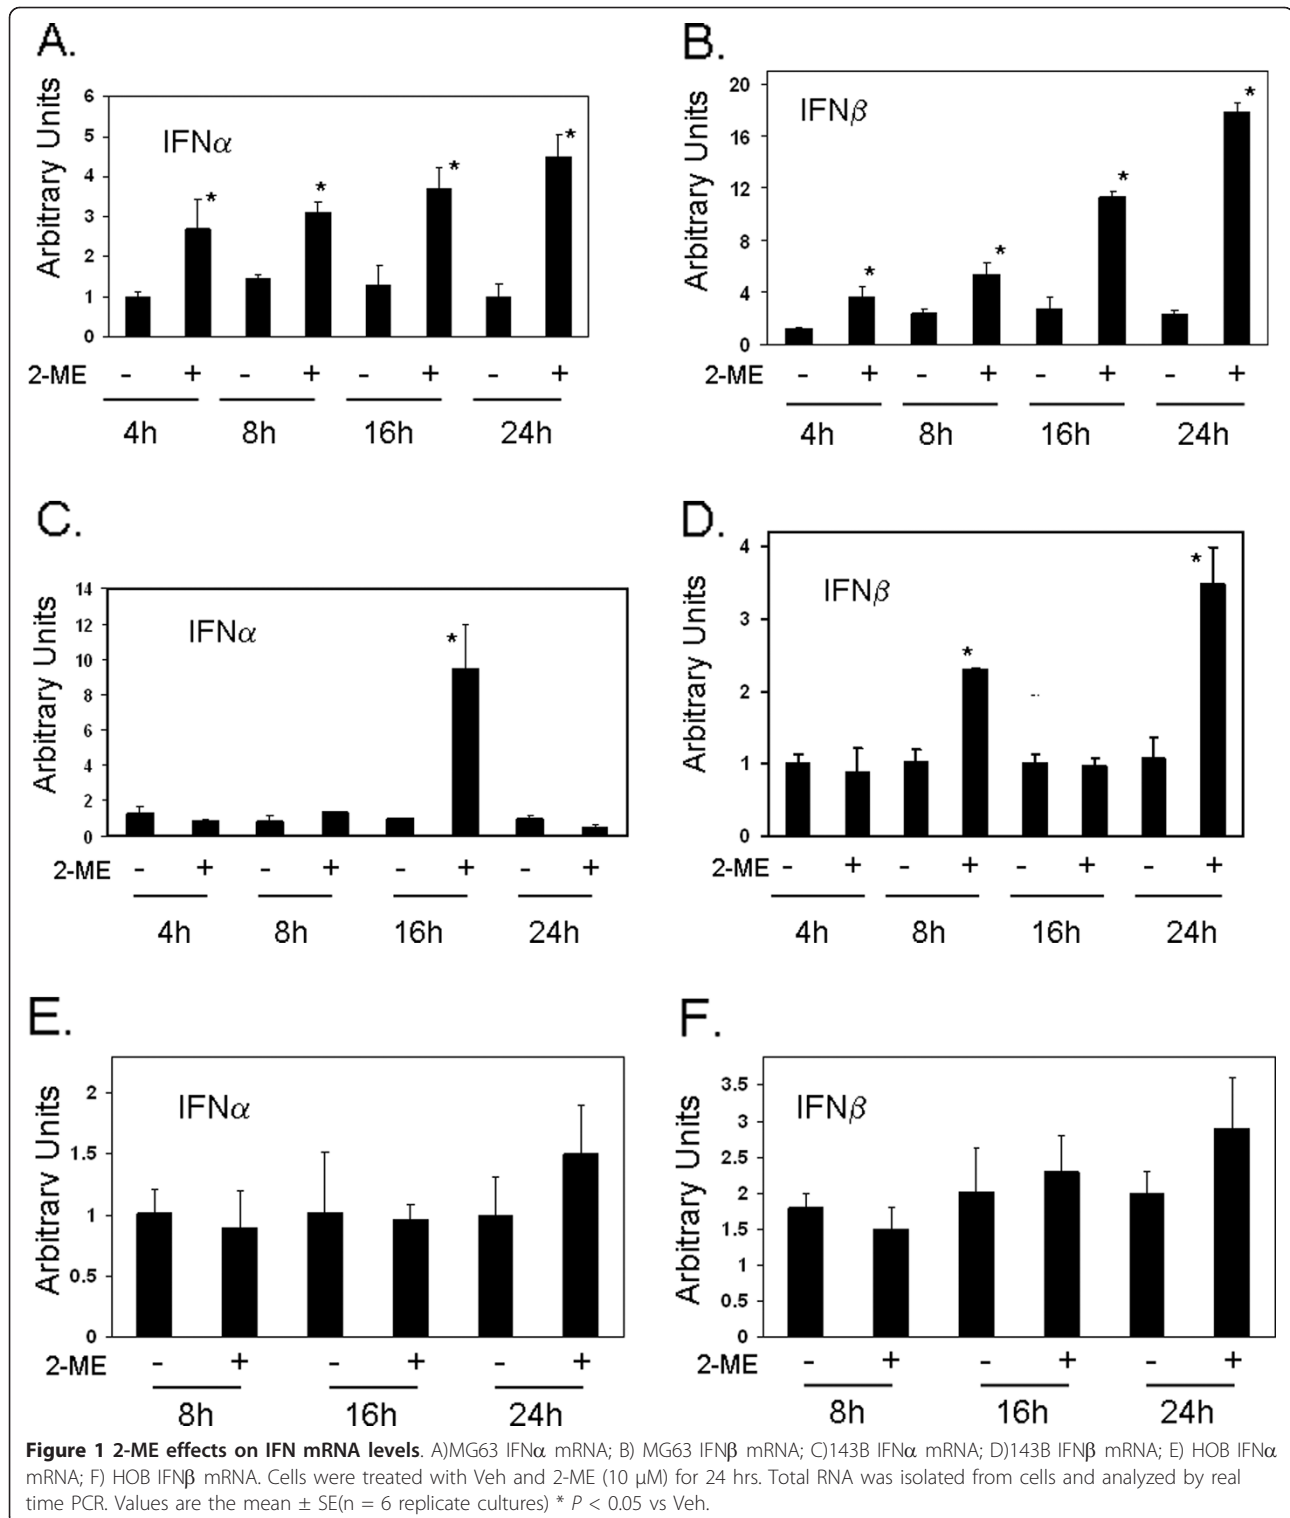 A.
Arbitrary Units
IFNα
6
5
4
3
2
1
0
* * * *
2-ME - + - + - + - +
4h 8h 16h 24h
B.
Arbitrary Units
IFNβ
20
16
12
8
4
0
* * * *
2-ME - + - + - + - +
4h 8h 16h 24h
C.
Arbitrary Units
IFNα
14
12
10
8
6
4
2
0
*
2-ME - + - + - + - +
4h 8h 16h 24h
D.
Arbitrary Units
IFNβ
4
3
2
1
0
* *
2-ME - + - + - + - +
4h 8h 16h 24h
E.
Arbitrary Units
IFNα
2
1.5
1
0.5
0
2-ME - + - + - +
8h 16h 24h
F.
Arbitrary Units
IFNβ
3.5
3
2.5
2
1.5
1
0.5
0
2-ME - + - + - +
8h 16h 24h
Figure 1 2-ME effects on IFN mRNA levels. A)MG63 IFNα mRNA; B) MG63 IFNβ mRNA; C)143B IFNα mRNA; D)143B IFNβ mRNA; E) HOB IFNα
mRNA; F) HOB IFNβ mRNA. Cells were treated with Veh and 2-ME (10 μM) for 24 hrs. Total RNA was isolated from cells and analyzed by real
time PCR. Values are the mean ± SE(n = 6 replicate cultures) * P < 0.05 vs Veh.